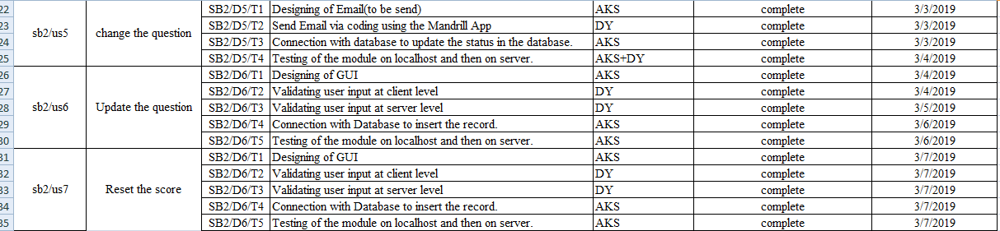 22 SB2/D5/T1 Designing of Email(to be send) AKS complete 3/3/2019
23 SB2/D5/T2 Send Email via coding using the Mandrill App DY complete 3/3/2019
sb2/us5 change the question
24 SB2/D5/T3 Connection with database to update the status in the database. AKS complete 3/3/2019
25 SB2/D5/T4 Testing of the module on localhost and then on server. AKS+DY complete 3/4/2019
26 SB2/D6/T1 Designing of GUI AKS complete 3/4/2019
27 SB2/D6/T2 Validating user input at client level DY complete 3/4/2019
28 sb2/us6 Update the question SB2/D6/T3 Validating user input at server level DY complete 3/5/2019
29 SB2/D6/T4 Connection with Database to insert the record. AKS complete 3/6/2019
30 SB2/D6/T5 Testing of the module on localhost and then on server. AKS complete 3/6/2019
31 SB2/D6/T1 Designing of GUI AKS complete 3/7/2019
32 SB2/D6/T2 Validating user input at client level DY complete 3/7/2019
33 sb2/us7 Reset the score SB2/D6/T3 Validating user input at server level DY complete 3/7/2019
34 SB2/D6/T4 Connection with Database to insert the record. AKS complete 3/7/2019
35 SB2/D6/T5 Testing of the module on localhost and then on server. AKS complete 3/7/2019